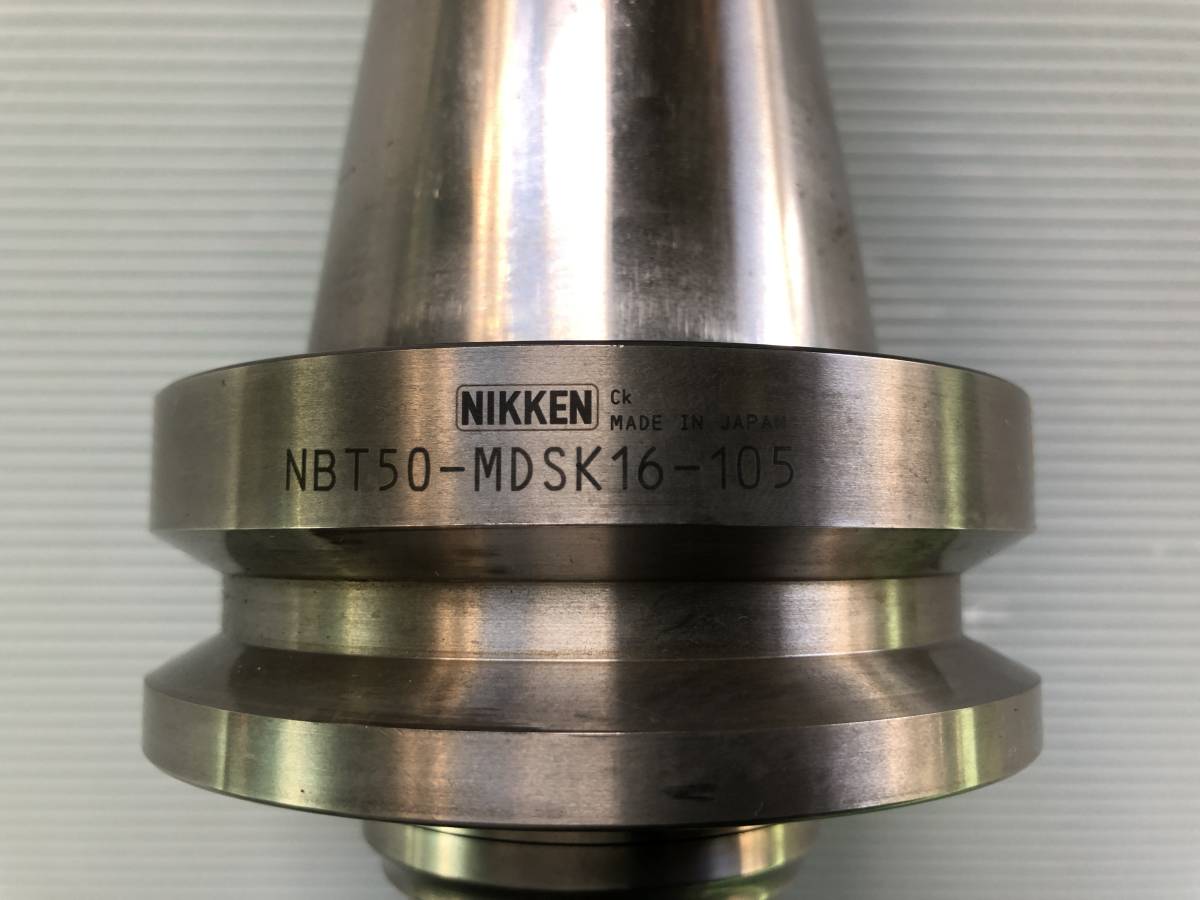 NIKKEN Ck
MADE IN JAPAN
NBT50-MDSK16-105